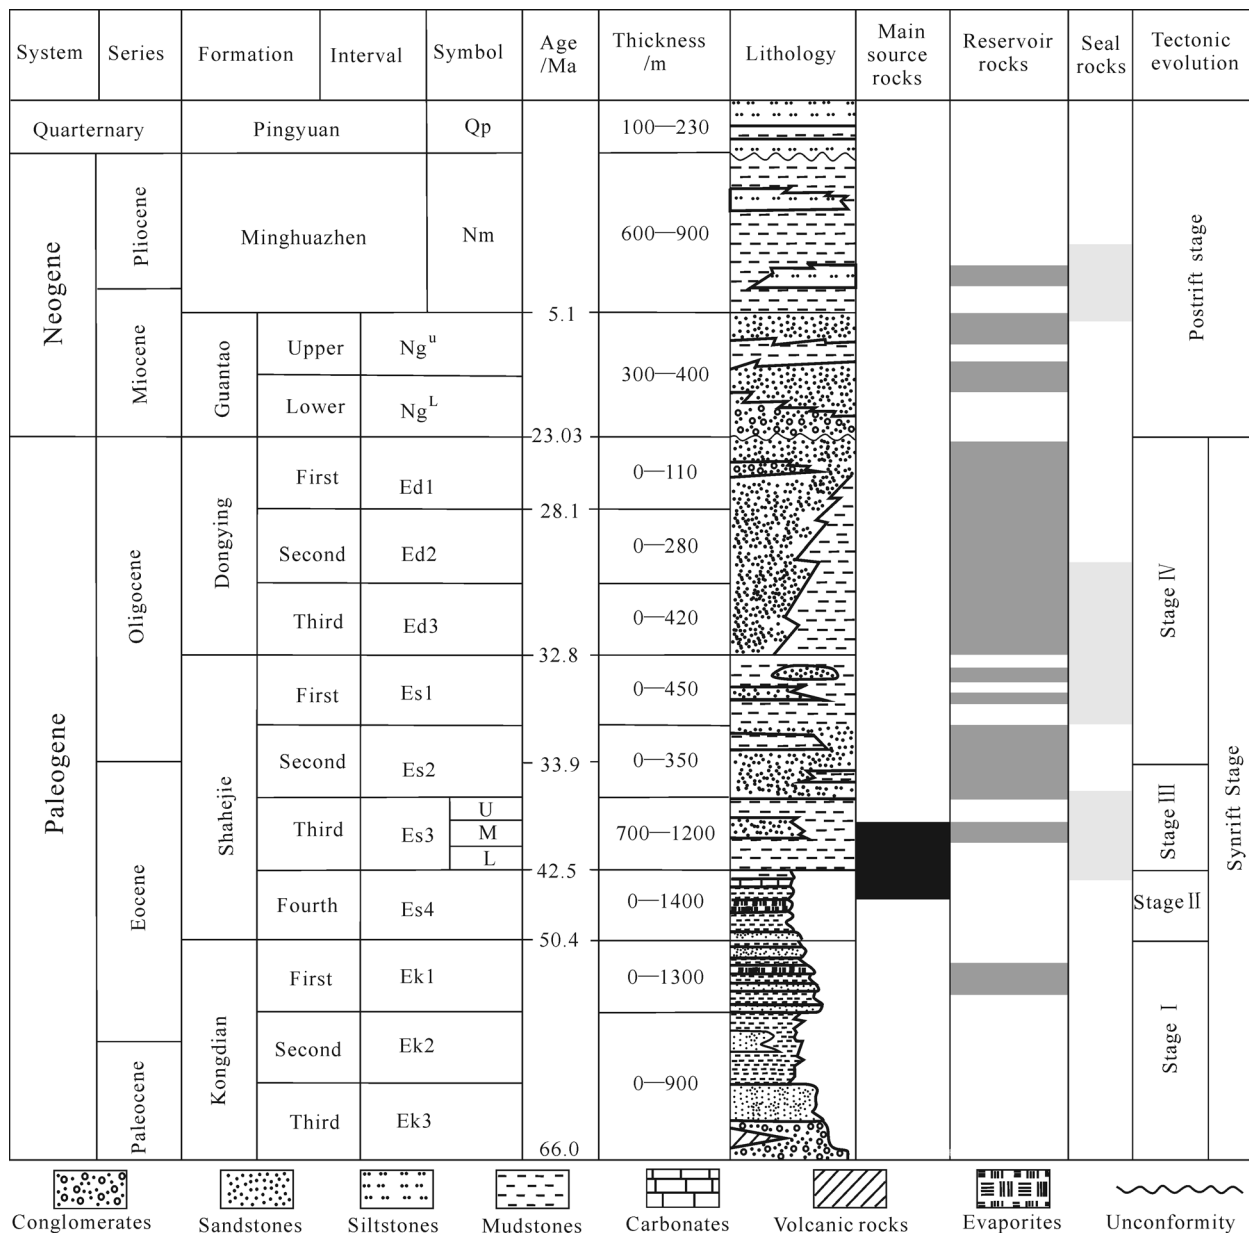 System
Series
Formation
Interval
Symbol
Age
/Ma
Thickness
/m
Lithology
Main
source
rocks
Reservoir
rocks
Seal
rocks
Tectonic
evolution
Quarternary
Pingyuan
Qp
100—230
Neogene
Pliocene
Minghuazhen
Nm
600—900
Postrift stage
5.1
Miocene
Guantao
Upper
Ng^u
300—400
Lower
Ng^L
23.03
Paleogene
Oligocene
Dongying
First
Ed1
0—110
28.1
Second
Ed2
0—280
Third
Ed3
0—420
Stage IV
Synrift Stage
32.8
Shahejie
First
Es1
0—450
Second
Es2
0—350
33.9
Eocene
Third
Es3
U
M
L
700—1200
Stage III
42.5
Fourth
Es4
0—1400
Stage II
50.4
Kongdian
First
Ek1
0—1300
Stage I
Second
Ek2
0—900
Paleocene
Third
Ek3
66.0
Conglomerates
Sandstones
Siltstones
Mudstones
Carbonates
Volcanic rocks
Evaporites
Unconformity